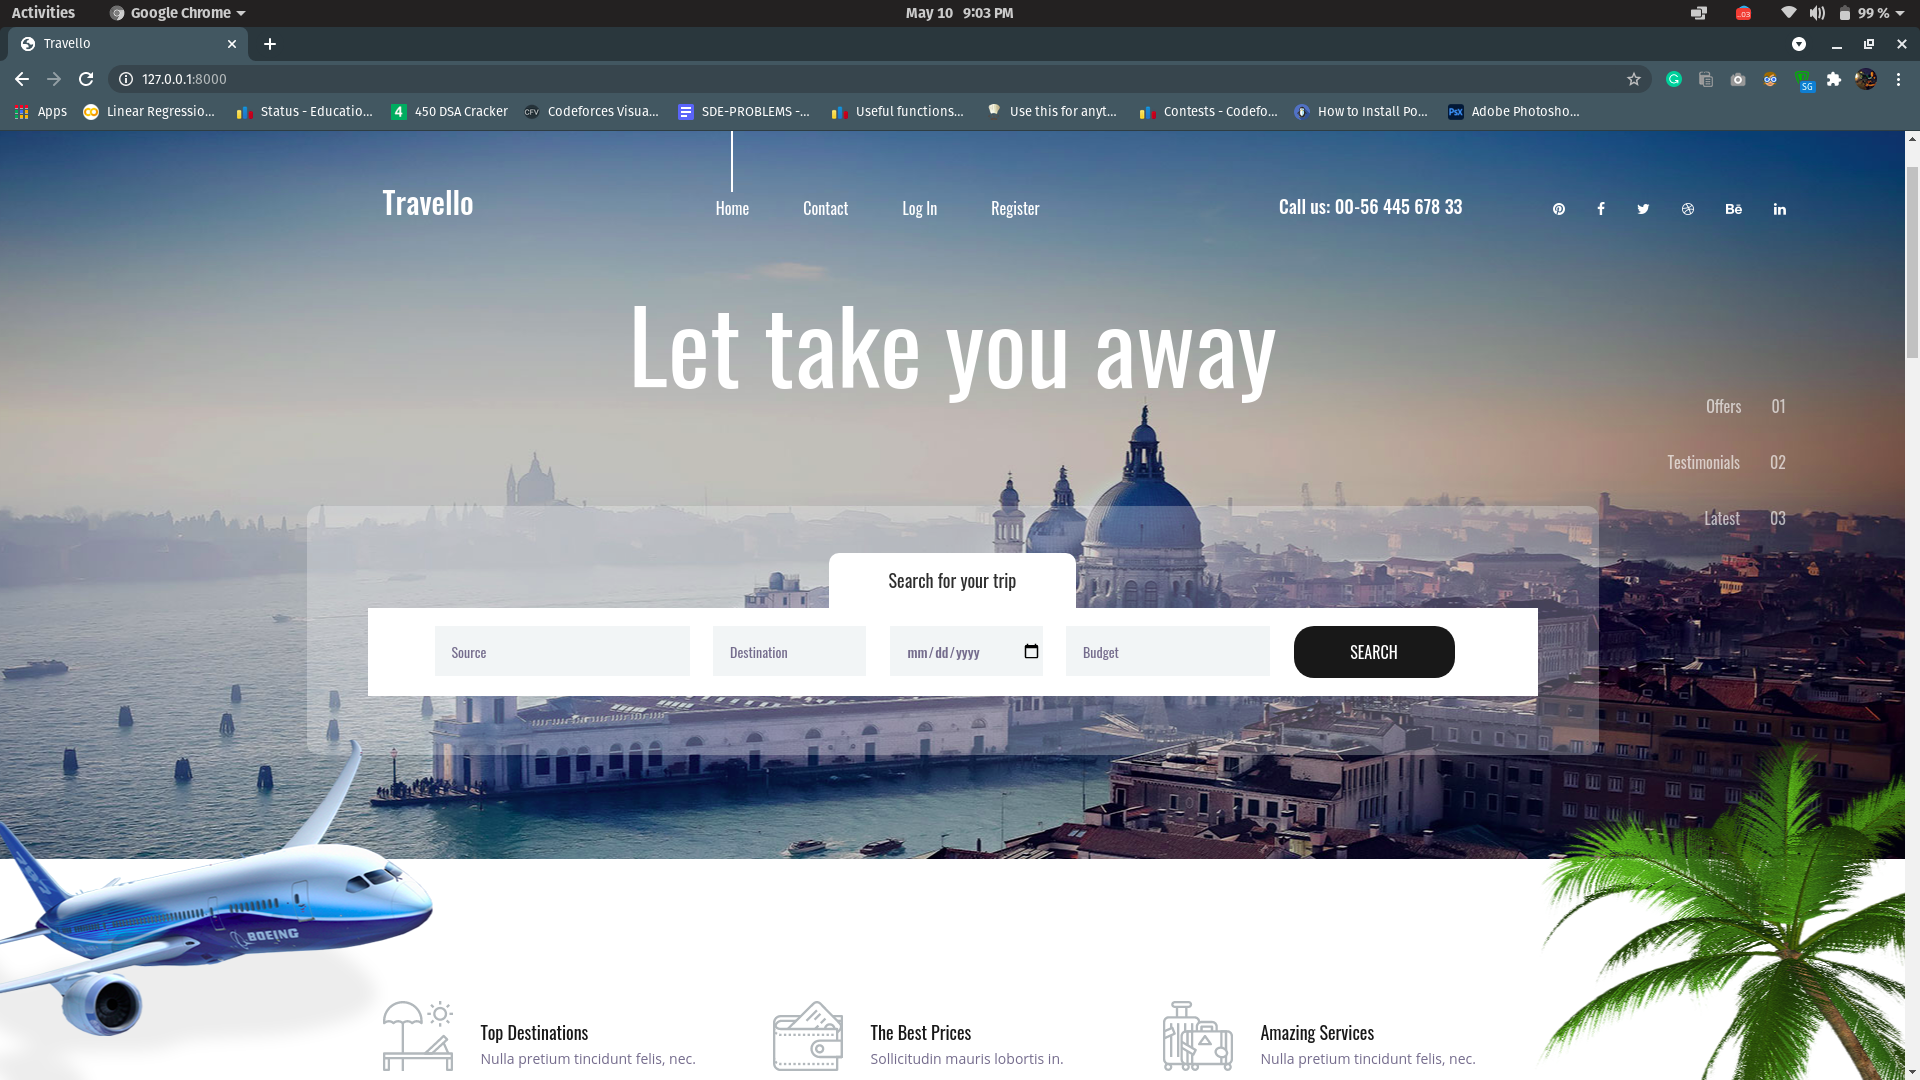 Activities Google Chrome May 10 9:03 PM 99 %
Travello
127.0.0.1:8000
Apps Linear Regressio... Status - Educatio... 4 450 DSA Cracker CFV Codeforces Visua... SDE-PROBLEMS -... Useful functions... Use this for anyt... Contests - Codefo... How to Install Po... PsX Adobe Photosho...
SG
Travello Home Contact Log In Register Call us: 00-56 445 678 33 Bē in
Let take you away
Offers 01
Testimonials 02
Latest 03
Search for your trip
Source Destination mm/dd/yyyy Budget SEARCH
BOEING
Top Destinations
Nulla pretium tincidunt felis, nec.
The Best Prices
Sollicitudin mauris lobortis in.
Amazing Services
Nulla pretium tincidunt felis, nec.